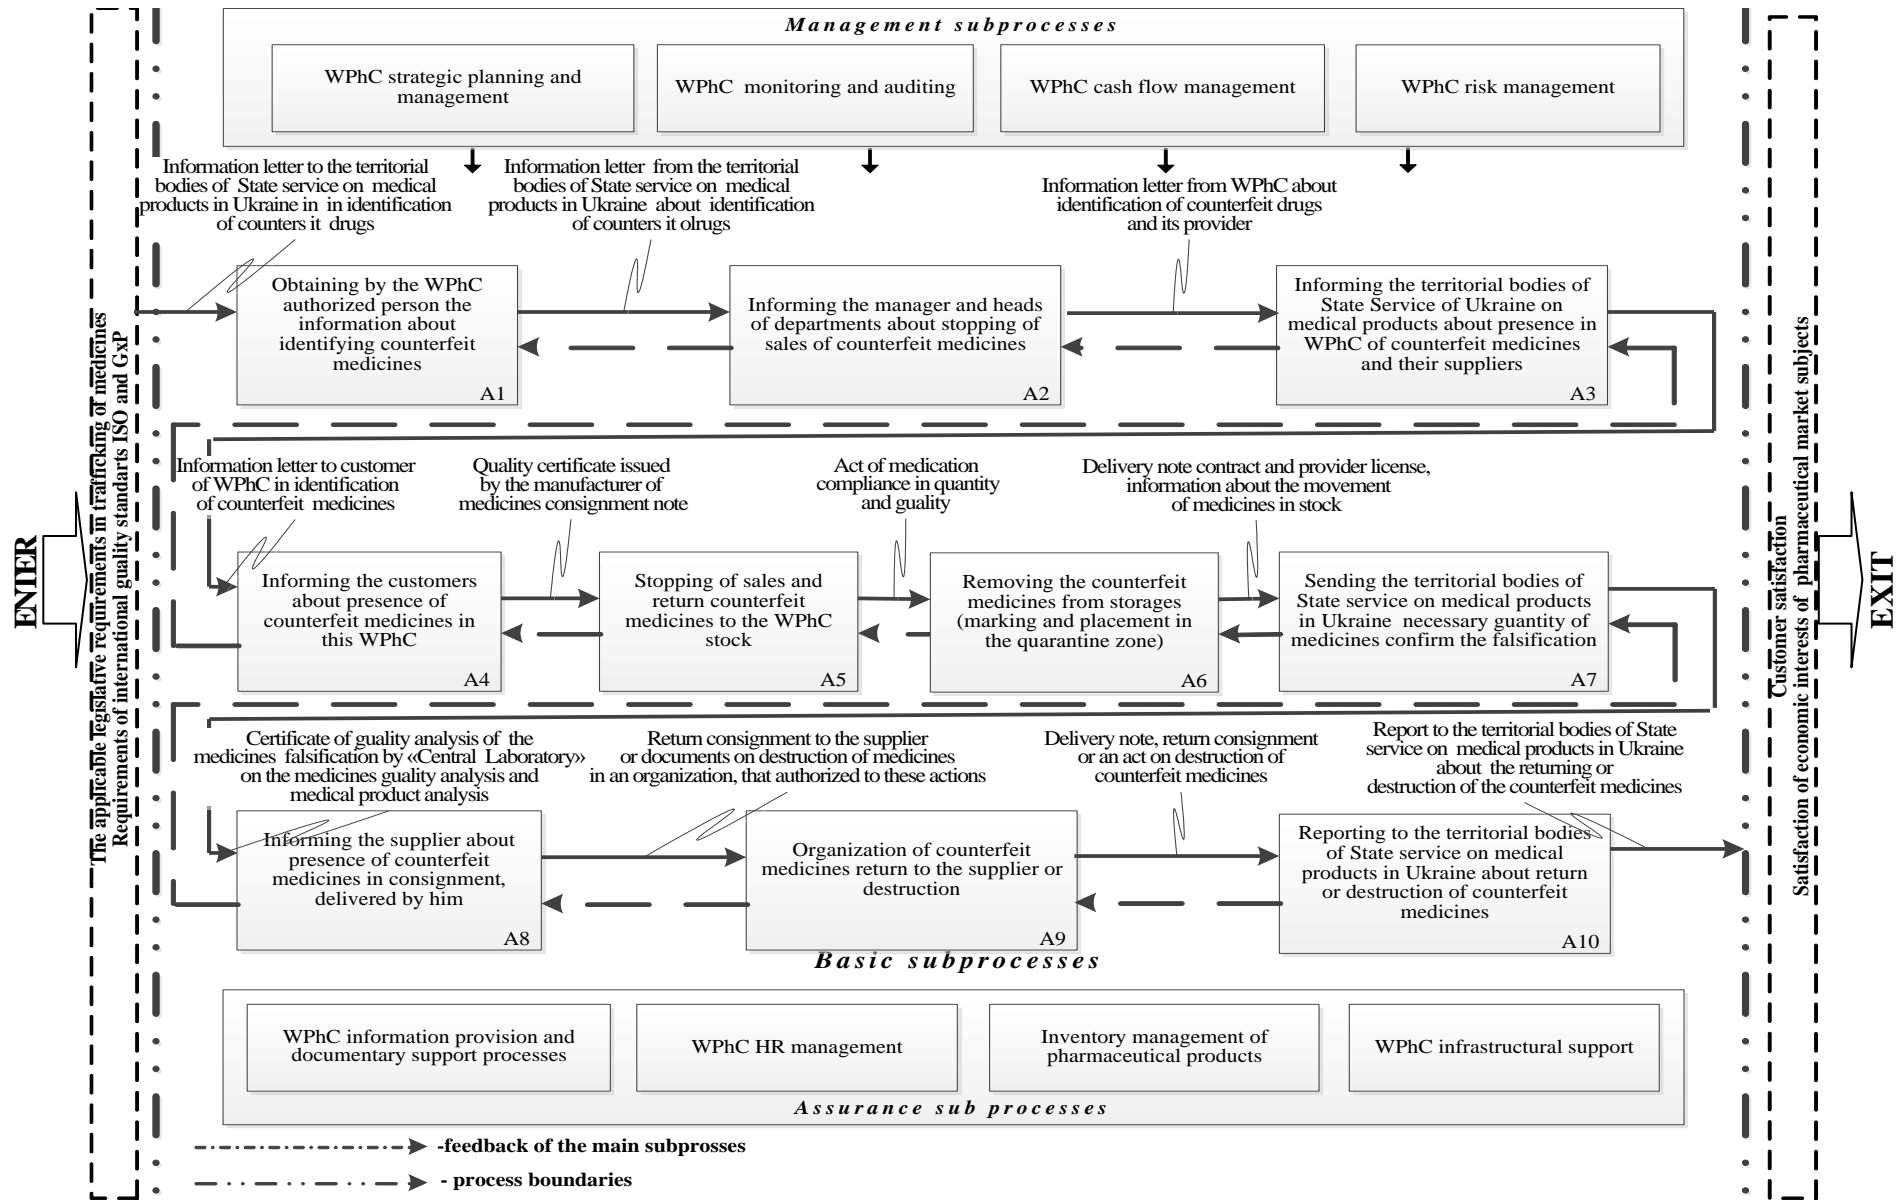 Management subprocesses
WPhC strategic planning and
management
WPhC monitoring and auditing
WPhC cash flow management
WPhC risk management
Information letter to the territorial
bodies of State service on medical
products in Ukraine in in identification
of counters it drugs
Information letter from the territorial
bodies of State service on medical
products in Ukraine about identification
of counters it olrugs
Information letter from WPhC about
identification of counterfeit drugs
and its provider
Obtaining by the WPhC
authorized person the
information about
identifying counterfeit
medicines
A1
Informing the manager and heads
of departments about stopping of
sales of counterfeit medicines
A2
Informing the territorial bodies of
State Service of Ukraine on
medical products about presence in
WPhC of counterfeit medicines
and their suppliers
A3
Information letter to customer
of WPhC in identification
of counterfeit medicines
Quality certificate issued
by the manufacturer of
medicines consignment note
Act of medication
compliance in quantity
and guality
Delivery note contract and provider license,
information about the movement
of medicines in stock
Informing the customers
about presence of
counterfeit medicines in
this WPhC
A4
Stopping of sales and
return counterfeit
medicines to the WPhC
stock
A5
Removing the counterfeit
medicines from storages
(marking and placement in
the quarantine zone)
A6
Sending the territorial bodies of
State service on medical products
in Ukraine necessary guantity of
medicines confirm the falsification
A7
Certificate of guality analysis of the
medicines falsification by «Central Laboratory»
on the medicines guality analysis and
medical product analysis
Return consignment to the supplier
or documents on destruction of medicines
in an organization, that authorized to these actions
Delivery note, return consignment
or an act on destruction of
counterfeit medicines
Report to the territorial bodies of State
service on medical products in Ukraine
about the returning or
destruction of the counterfeit medicines
Informing the supplier about
presence of counterfeit
medicines in consignment,
delivered by him
A8
Organization of counterfeit
medicines return to the supplier or
destruction
A9
Reporting to the territorial bodies
of State service on medical
products in Ukraine about return
or destruction of counterfeit
medicines
A10
Basic subprocesses
WPhC information provision and
documentary support processes
WPhC HR management
Inventory management of
pharmaceutical products
WPhC infrastructural support
Assurance sub processes
-feedback of the main subprosses
- process boundaries
ENIER
The applicable legislative requirements in trafficking of medicines
Requirements of international guality standarts ISO and GxP
Customer satisfaction
Satisfaction of economic interests of pharmaceutical market subjects
EXIT